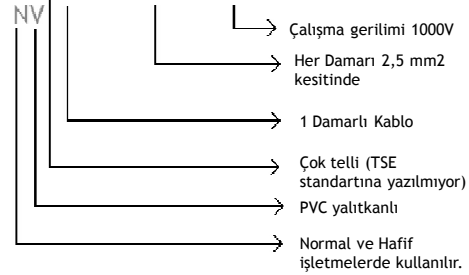 NV
Çalışma gerilimi 1000V
Her Damarı 2,5 mm2
kesitinde
1 Damarlı Kablo
Çok telli (TSE
standartına yazılmıyor)
PVC yalıtkanlı
Normal ve Hafif
işletmelerde kullanılır.